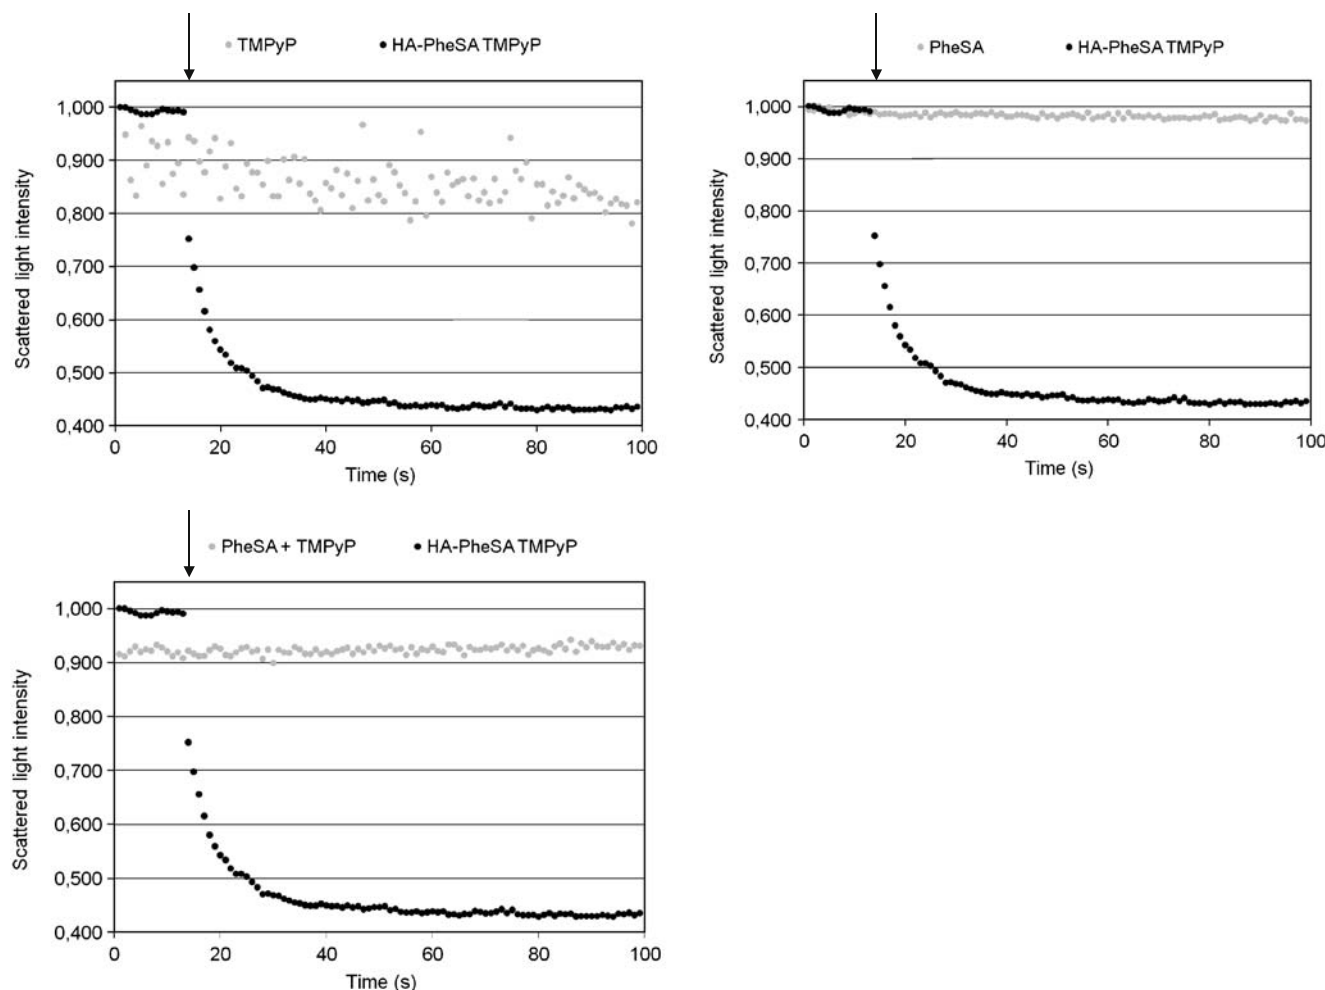 TMPyP HA-PheSA TMPyP
1,000
0,900
0,800
0,700
0,600
0,500
0,400
0 20 40 60 80 100
Scattered light intensity
Time (s)
PheSA HA-PheSA TMPyP
1,000
0,900
0,800
0,700
0,600
0,500
0,400
0 20 40 60 80 100
Scattered light intensity
Time (s)
PheSA + TMPyP HA-PheSA TMPyP
1,000
0,900
0,800
0,700
0,600
0,500
0,400
0 20 40 60 80 100
Scattered light intensity
Time (s)